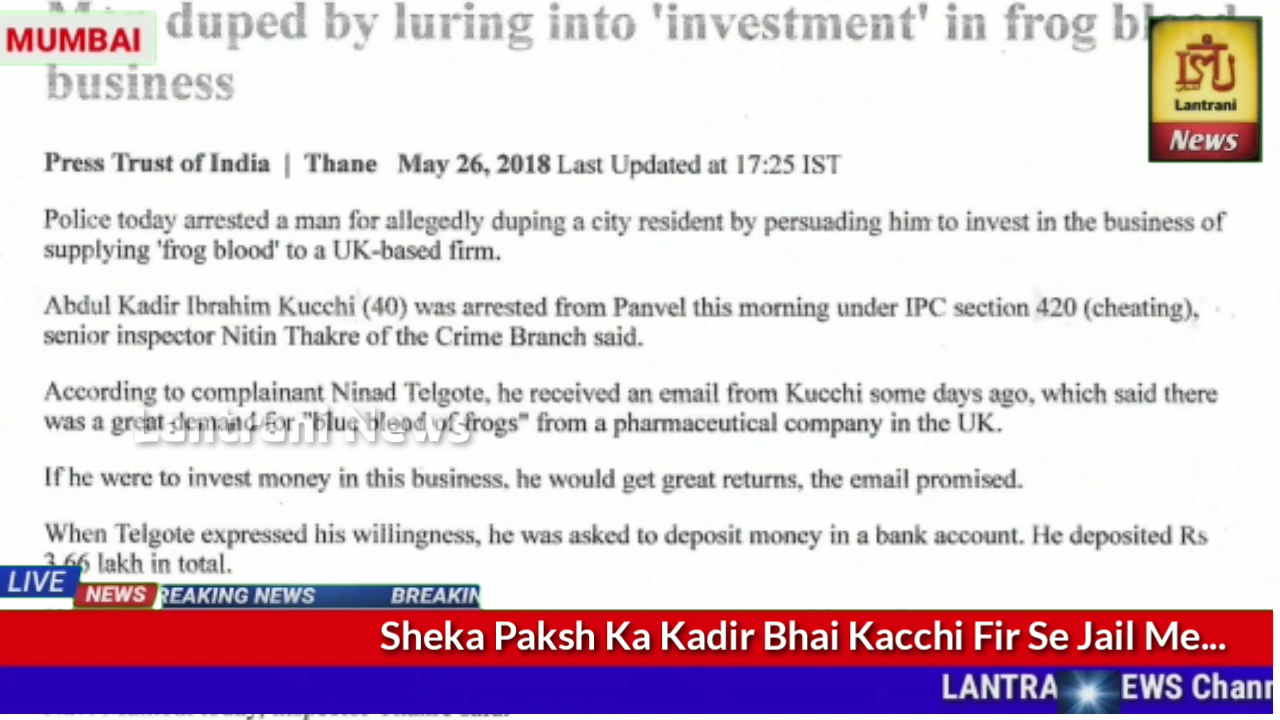 Man duped by luring into 'investment' in frog blood
business
MUMBAI
Lantrani
News
Press Trust of India | Thane May 26, 2018 Last Updated at 17:25 IST
Police today arrested a man for allegedly duping a city resident by persuading him to invest in the business of
supplying 'frog blood' to a UK-based firm.
Abdul Kadir Ibrahim Kucchi (40) was arrested from Panvel this morning under IPC section 420 (cheating),
senior inspector Nitin Thakre of the Crime Branch said.
According to complainant Ninad Telgote, he received an email from Kucchi some days ago, which said there
was a great demand for "blue blood of frogs" from a pharmaceutical company in the UK.
Lantrani News
If he were to invest money in this business, he would get great returns, the email promised.
When Telgote expressed his willingness, he was asked to deposit money in a bank account. He deposited Rs
3.66 lakh in total.
LIVE
NEWS
REAKING NEWS BREAKIN
Sheka Paksh Ka Kadir Bhai Kacchi Fir Se Jail Me...
LANTRA EWS Chann